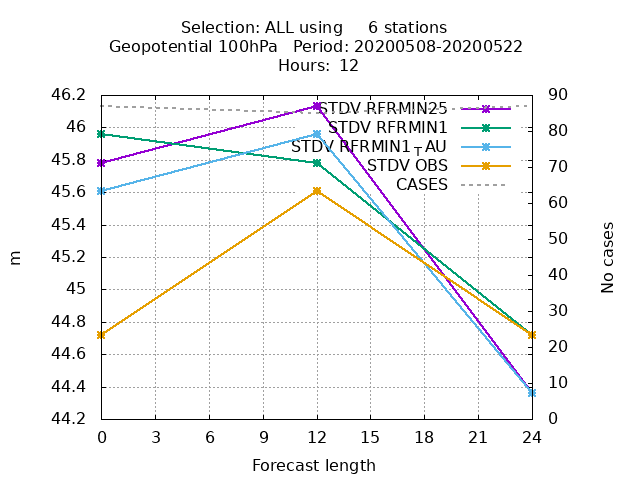 Selection: ALL using     6 stations
Geopotential 100hPa   Period: 20200508-20200522
Hours: 12
46.2
46
45.8
45.6
45.4
45.2
45
44.8
44.6
44.4
44.2
m
90
80
70
60
50
40
30
20
10
0
No cases
STDV RFRMIN25
STDV RFRMIN1
STDV RFRMIN1_T_AU
STDV OBS
CASES
0 3 6 9 12 15 18 21 24
Forecast length